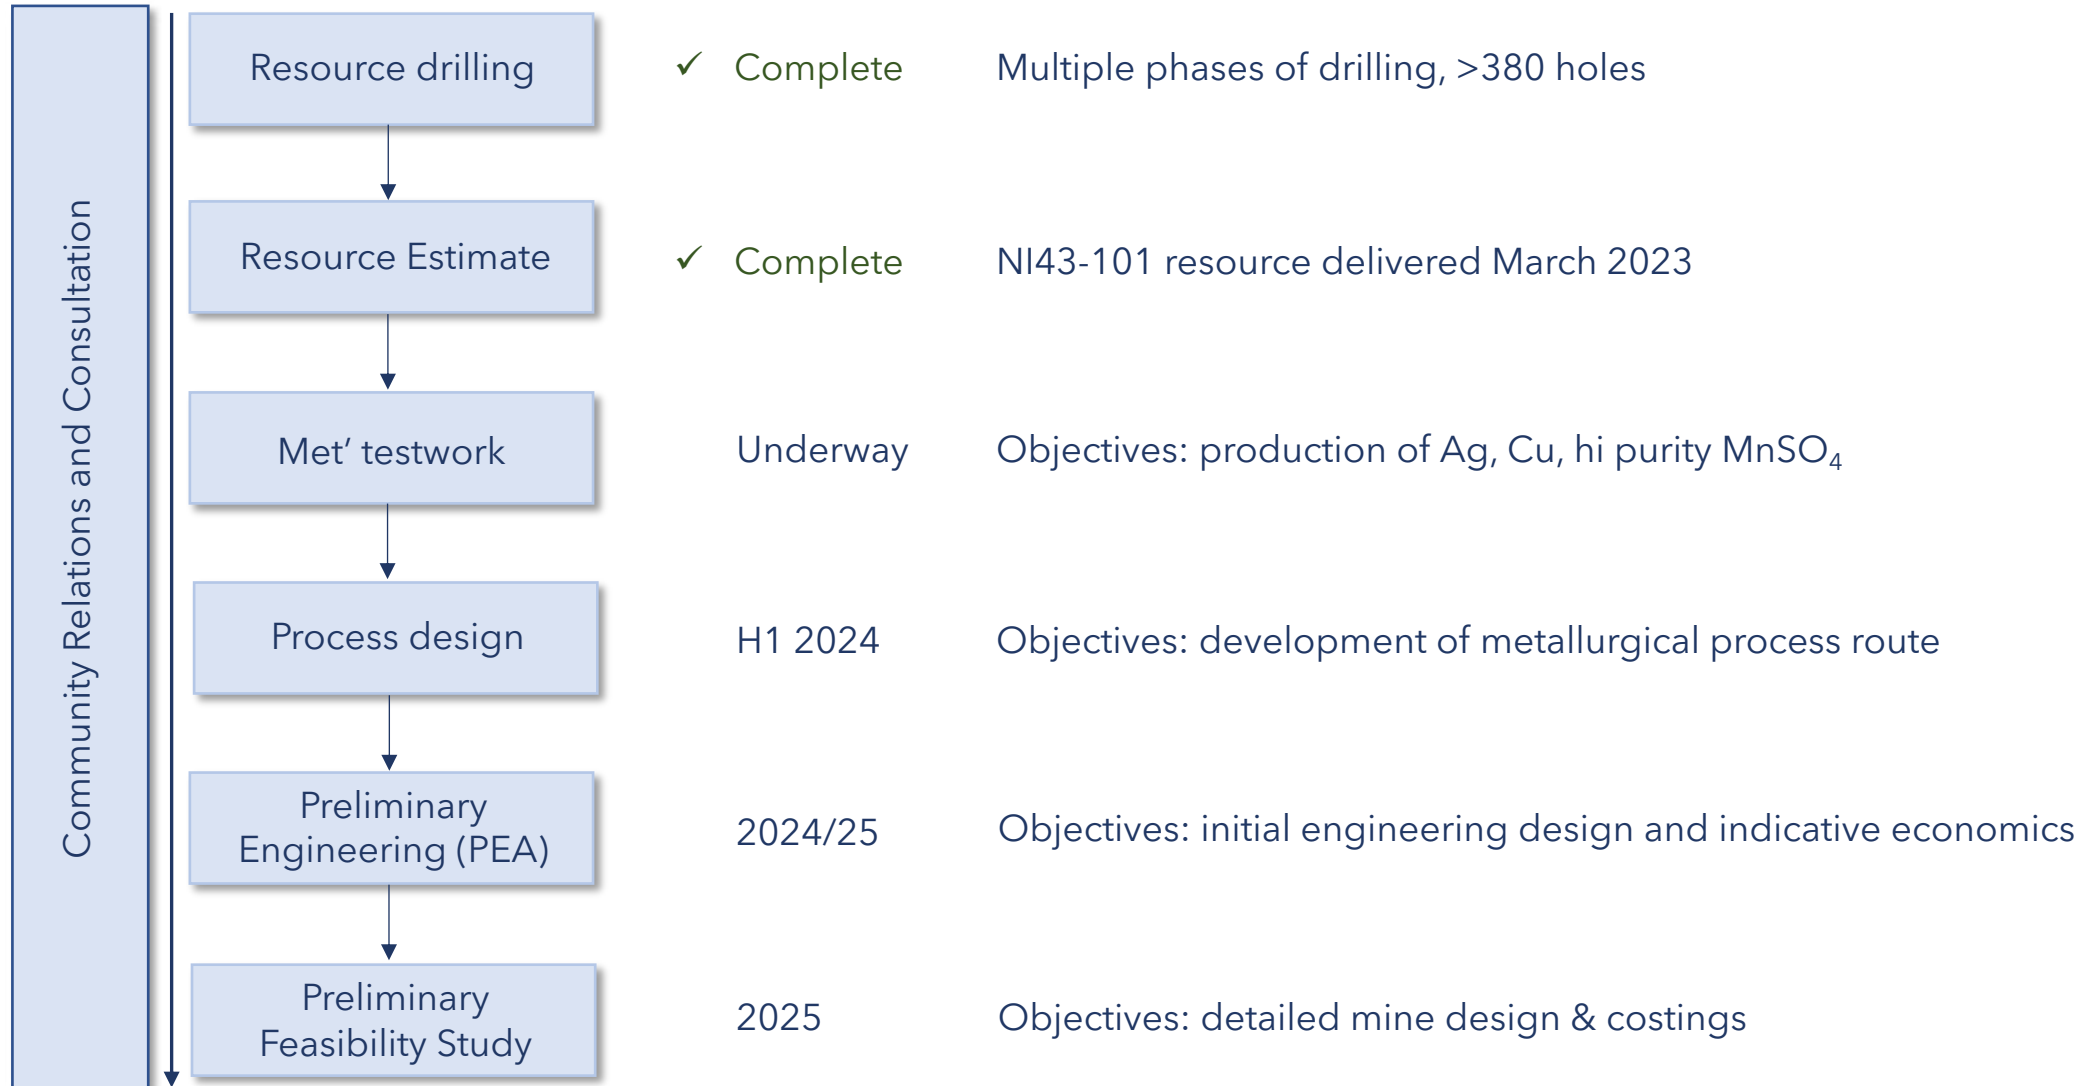 Community Relations and Consultation
Resource drilling
✓ Complete
Multiple phases of drilling, >380 holes
Resource Estimate
✓ Complete
NI43-101 resource delivered March 2023
Met’ testwork
Underway
Objectives: production of Ag, Cu, hi purity MnSO₄
Process design
H1 2024
Objectives: development of metallurgical process route
Preliminary
Engineering (PEA)
2024/25
Objectives: initial engineering design and indicative economics
Preliminary
Feasibility Study
2025
Objectives: detailed mine design & costings